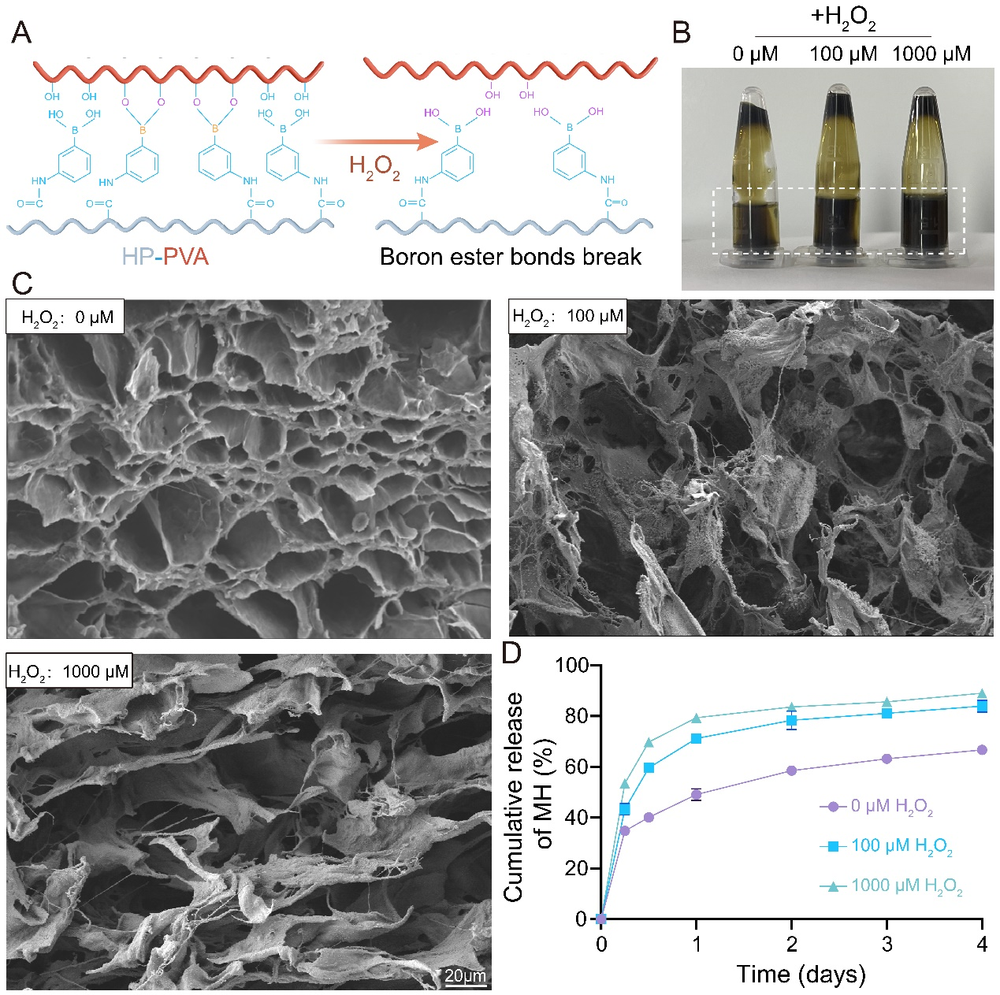 A
OH
OH
O
O
O
O
OH
OH
HO
OH
B
B
B
HO
OH
B
HN
HN
NH
NH
O=C
O=C
C=O
C=O
HP-PVA
H₂O₂
OH
OH
HO
OH
HO
OH
B
B
HN
NH
O=C
C=O
Boron ester bonds break
B
+H₂O₂
0 μM 100 μM 1000 μM
C
H₂O₂: 0 μM
H₂O₂: 100 μM
H₂O₂: 1000 μM
20μm
D
Cumulative release
of MH (%)
100
80
60
40
20
0
0 1 2 3 4
Time (days)
0 μM H₂O₂
100 μM H₂O₂
1000 μM H₂O₂